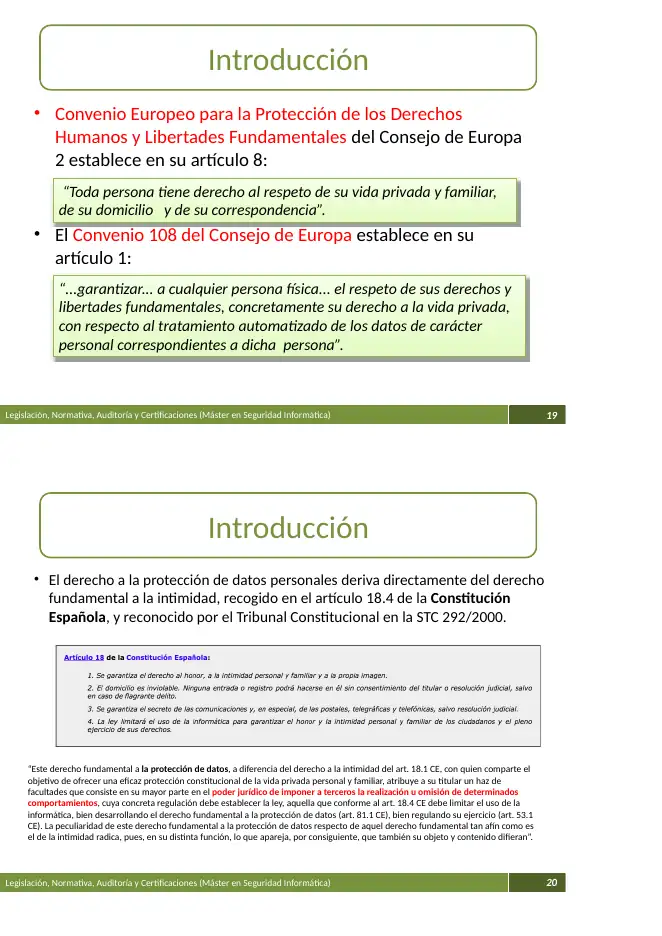 Introducción
• Convenio Europeo para la Protección de los Derechos
Humanos y Libertades Fundamentales del Consejo de Europa
2 establece en su artículo 8:
“Toda persona tiene derecho al respeto de su vida privada y familiar,
de su domicilio y de su correspondencia”.
• El Convenio 108 del Consejo de Europa establece en su
artículo 1:
“…garantizar… a cualquier persona física… el respeto de sus derechos y
libertades fundamentales, concretamente su derecho a la vida privada,
con respecto al tratamiento automatizado de los datos de carácter
personal correspondientes a dicha persona”.
Legislación, Normativa, Auditoría y Certificaciones (Máster en Seguridad Informática)
19
Introducción
• El derecho a la protección de datos personales deriva directamente del derecho
fundamental a la intimidad, recogido en el artículo 18.4 de la Constitución
Española, y reconocido por el Tribunal Constitucional en la STC 292/2000.
Artículo 18 de la Constitución Española:
1. Se garantiza el derecho al honor, a la intimidad personal y familiar y a la propia imagen.
2. El domicilio es inviolable. Ninguna entrada o registro podrá hacerse en él sin consentimiento del titular o resolución judicial, salvo
en caso de flagrante delito.
3. Se garantiza el secreto de las comunicaciones y, en especial, de las postales, telegráficas y telefónicas, salvo resolución judicial.
4. La ley limitará el uso de la informática para garantizar el honor y la intimidad personal y familiar de los ciudadanos y el pleno
ejercicio de sus derechos.
“Este derecho fundamental a la protección de datos, a diferencia del derecho a la intimidad del art. 18.1 CE, con quien comparte el
objetivo de ofrecer una eficaz protección constitucional de la vida privada personal y familiar, atribuye a su titular un haz de
facultades que consiste en su mayor parte en el poder jurídico de imponer a terceros la realización u omisión de determinados
comportamientos, cuya concreta regulación debe establecer la ley, aquella que conforme al art. 18.4 CE debe limitar el uso de la
informática, bien desarrollando el derecho fundamental a la protección de datos (art. 81.1 CE), bien regulando su ejercicio (art. 53.1
CE). La peculiaridad de este derecho fundamental a la protección de datos respecto de aquel derecho fundamental tan afín como es
el de la intimidad radica, pues, en su distinta función, lo que apareja, por consiguiente, que también su objeto y contenido difieran”.
Legislación, Normativa, Auditoría y Certificaciones (Máster en Seguridad Informática)
20